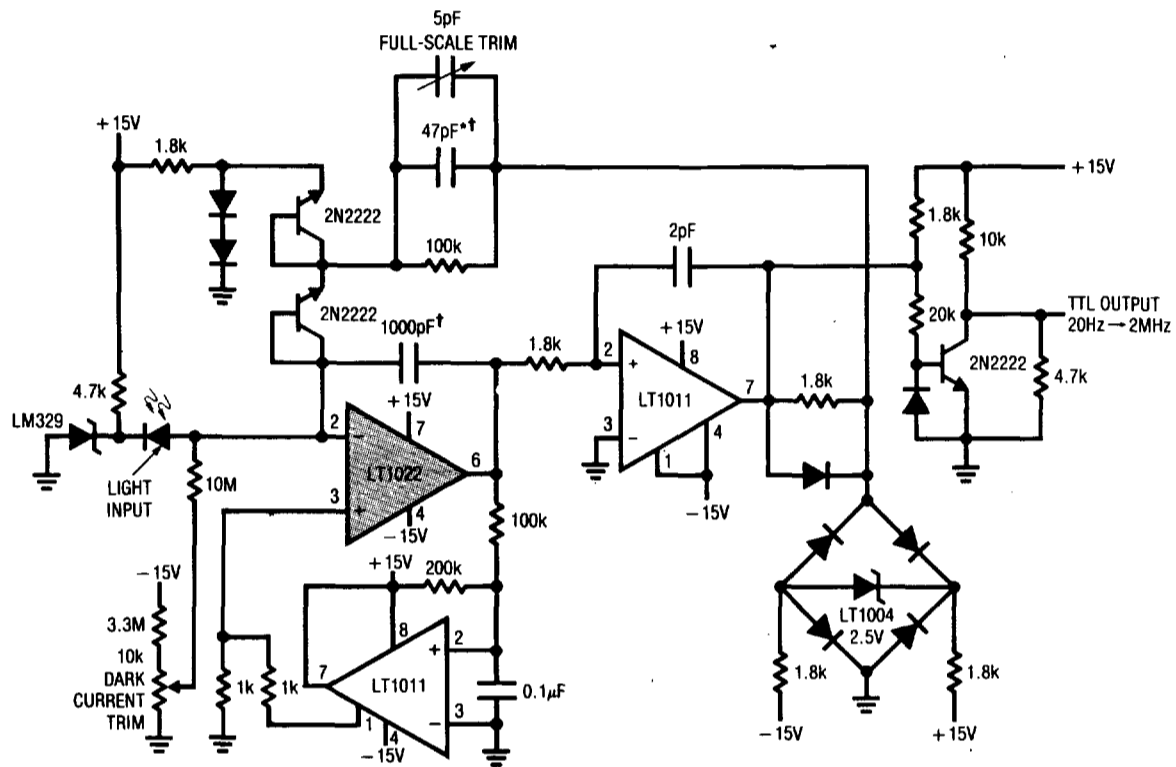 5pF
FULL-SCALE TRIM
+15V
1.8k
47pF*†
2N2222
100k
2N2222
1000pF†
2pF
1.8k
+15V
1.8k
10k
20k
TTL OUTPUT
20Hz → 2MHz
2N2222
4.7k
4.7k
LM329
LIGHT
INPUT
10M
+15V
2
7
LT1022
6
3
4
-15V
+15V
2
8
LT1011
7
3
1
4
-15V
1.8k
100k
+15V
200k
8
2
7
LT1011
1
4
3
-15V
0.1µF
-15V
3.3M
10k
DARK
CURRENT
TRIM
1k
1k
LT1004
2.5V
1.8k
1.8k
-15V
+15V